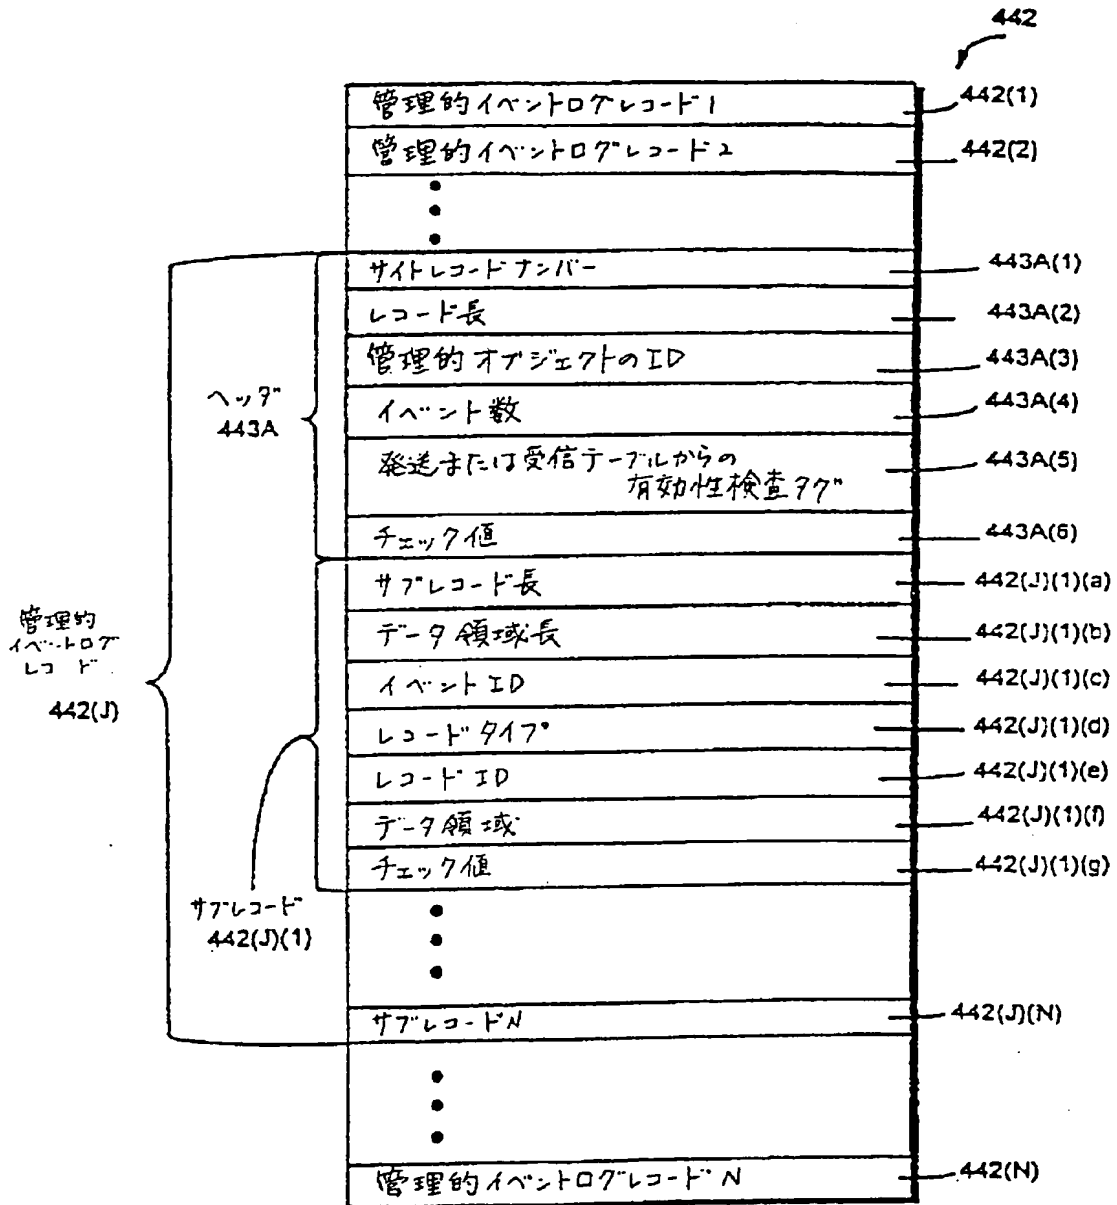 442
管理的イベントログレコード1 442(1)
管理的イベントログレコード2 442(2)
サイトレコードナンバー 443A(1)
レコード長 443A(2)
管理的オブジェクトのID 443A(3)
ヘッダ
443A
イベント数 443A(4)
発送または受信テーブルからの 443A(5)
有効性検査タグ
チェック値 443A(6)
サブレコード長 442(J)(1)(a)
データ領域長 442(J)(1)(b)
管理的
イベントログ
レコード
442(J)
イベントID 442(J)(1)(c)
レコードタイプ 442(J)(1)(d)
レコードID 442(J)(1)(e)
データ領域 442(J)(1)(f)
チェック値 442(J)(1)(g)
サブレコード
442(J)(1)
サブレコードN 442(J)(N)
管理的イベントログレコードN 442(N)